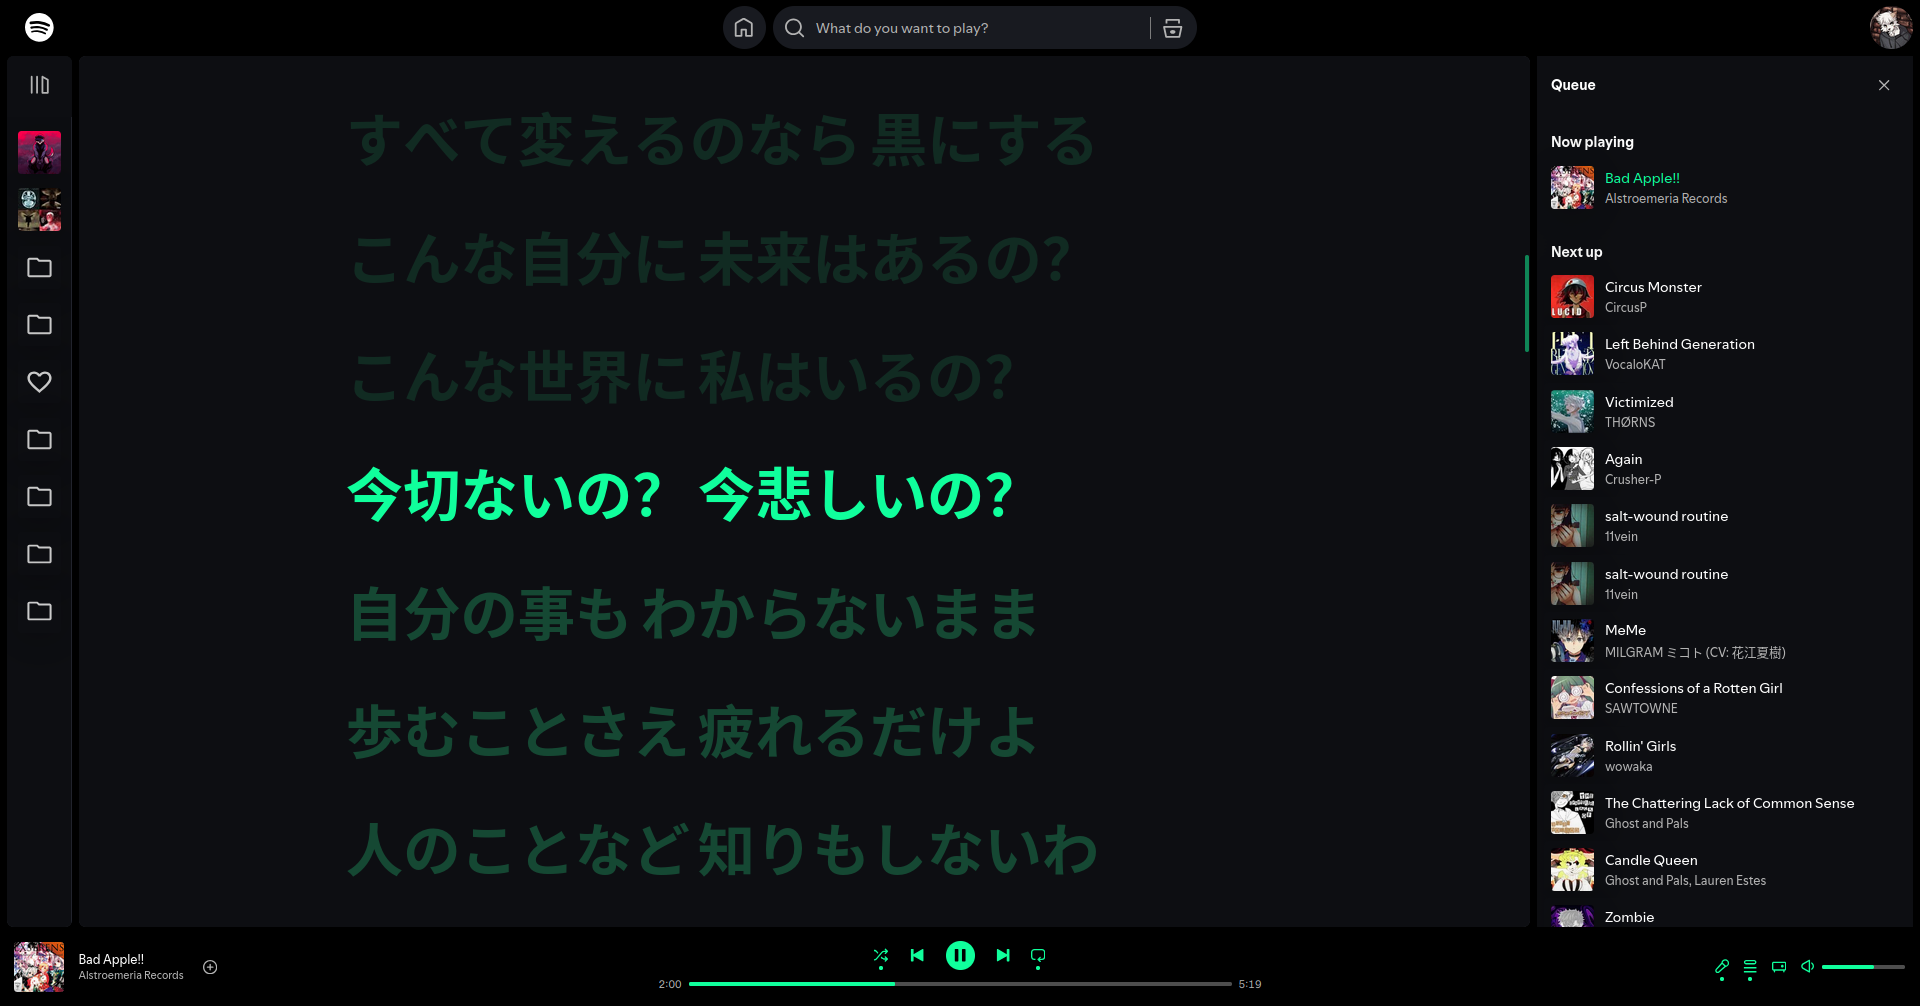 What do you want to play?
すべて変えるのなら 黒にする
こんな自分に 未来はあるの?
こんな世界に 私はいるの?
今切ないの? 今悲しいの?
自分の事も わからないまま
歩むことさえ 疲れるだけよ
人のことなど 知りもしないわ
Queue
Now playing
Bad Apple!!
Alstroemeria Records
Next up
Circus Monster
CircusP
LUCID
Left Behind Generation
VocaloKAT
Victimized
THØRNS
Again
Crusher-P
salt-wound routine
11vein
salt-wound routine
11vein
MeMe
MILGRAM ミコト (CV: 花江夏樹)
Confessions of a Rotten Girl
SAWTOWNE
Rollin' Girls
wowaka
The Chattering Lack of Common Sense
Ghost and Pals
Candle Queen
Ghost and Pals, Lauren Estes
Zombie
Bad Apple!!
Alstroemeria Records
2:00
5:19